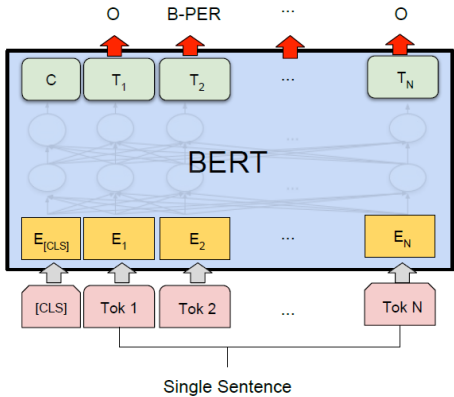 O B-PER ... O
C T1 T2 ... TN
...
BERT
...
E[CLS] E1 E2 ... EN
[CLS] Tok 1 Tok 2 ... Tok N
Single Sentence